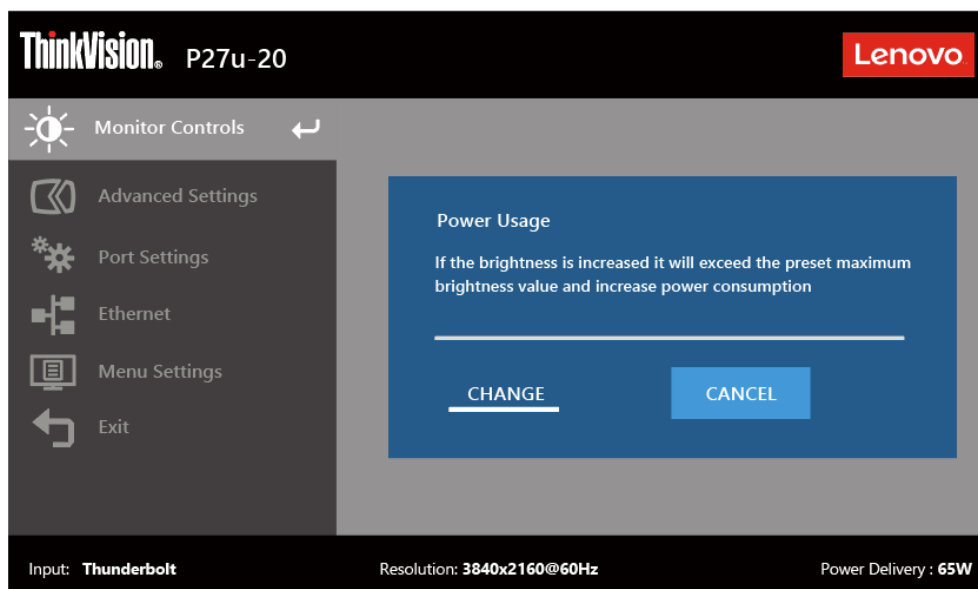 ThinkVision® P27u-20
Lenovo
Monitor Controls
Advanced Settings
Port Settings
Ethernet
Menu Settings
Exit
Power Usage
If the brightness is increased it will exceed the preset maximum
brightness value and increase power consumption
CHANGE CANCEL
Input: Thunderbolt Resolution: 3840x2160@60Hz Power Delivery : 65W